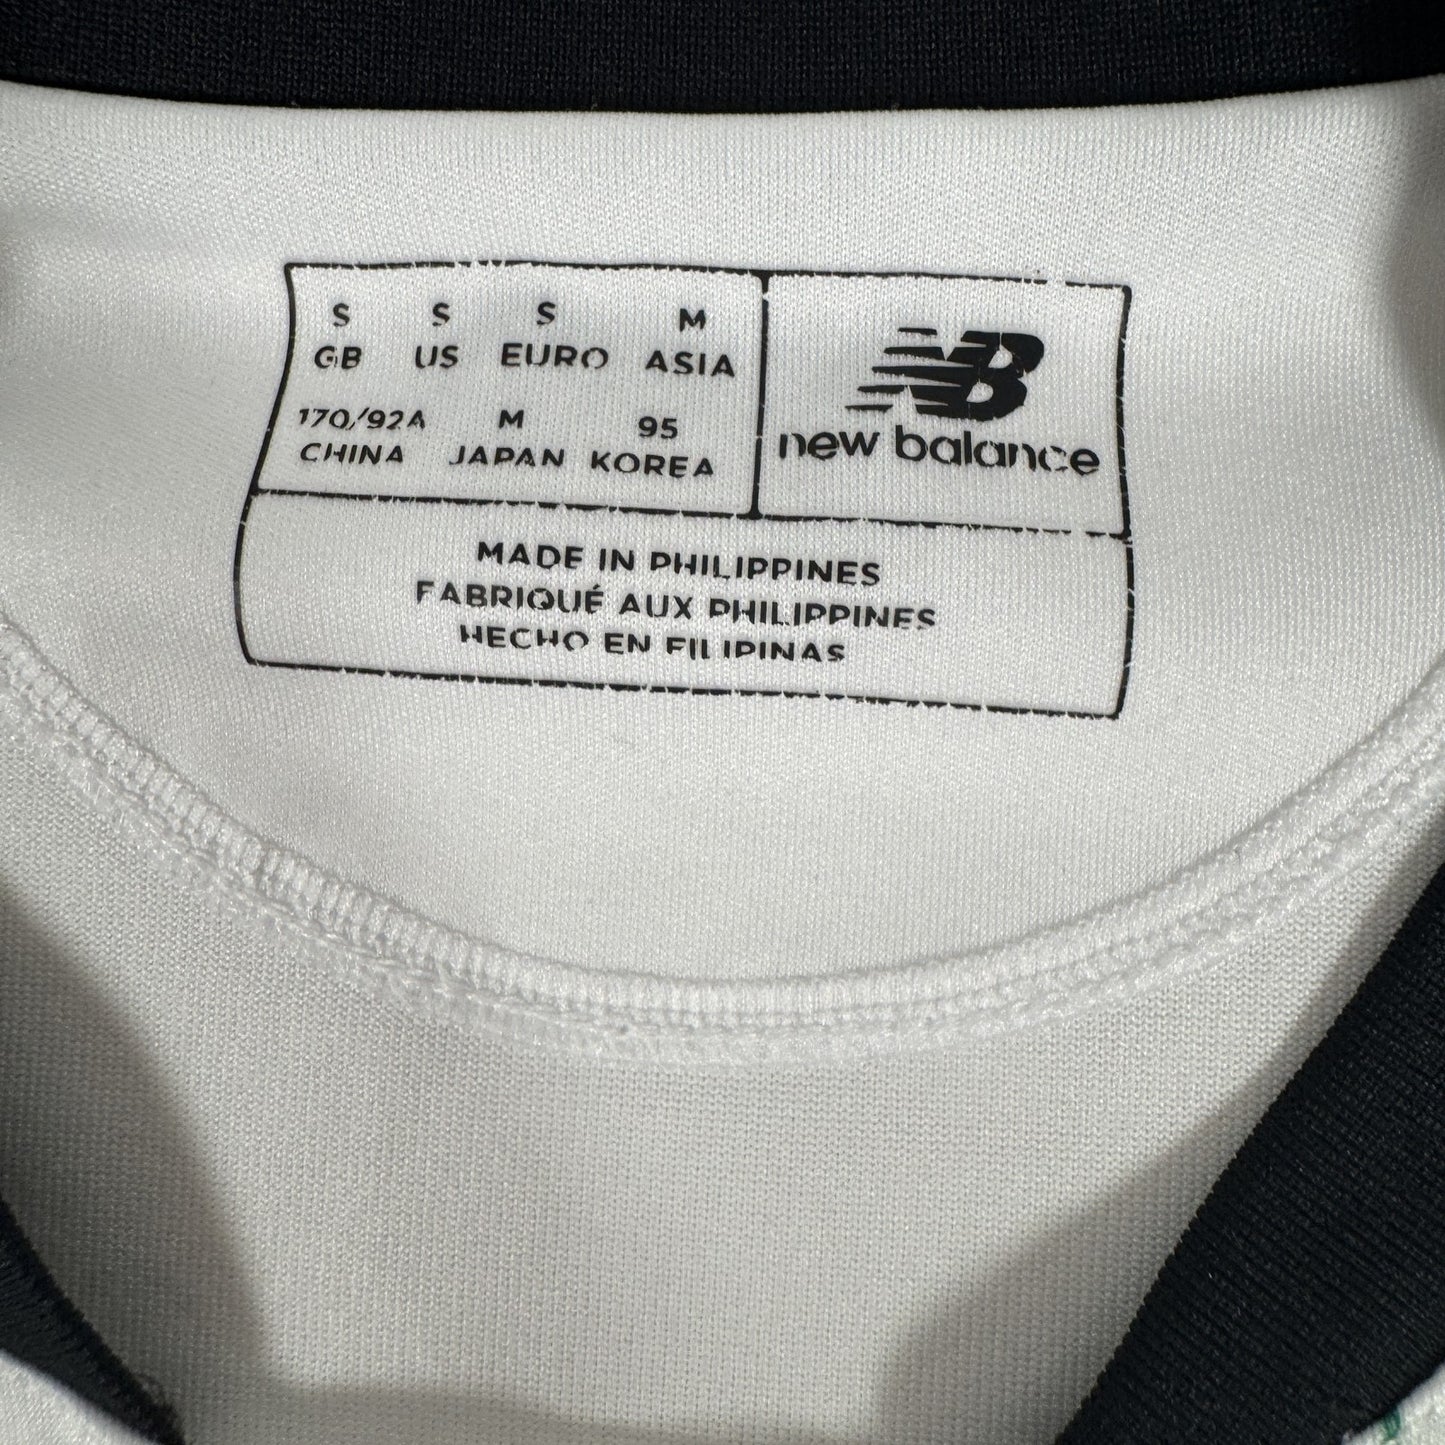 S S S M
GB US EURO ASIA
170/92A M 95
CHINA JAPAN KOREA
NB
new balance
MADE IN PHILIPPINES
FABRIQUÉ AUX PHILIPPINES
HECHO EN FILIPINAS